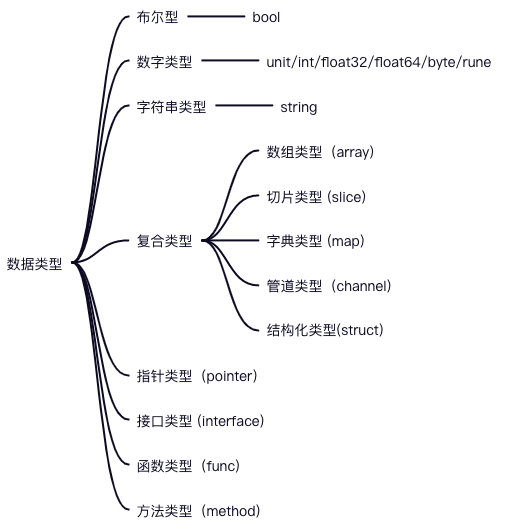 布尔型
bool
数字类型
unit/int/float32/float64/byte/rune
字符串类型
string
数组类型（array)
切片类型 (slice)
复合类型
字典类型 (map)
数据类型
管道类型（channel)
结构化类型(struct)
指针类型（pointer)
接口类型 (interface)
函数类型（func)
方法类型（method)